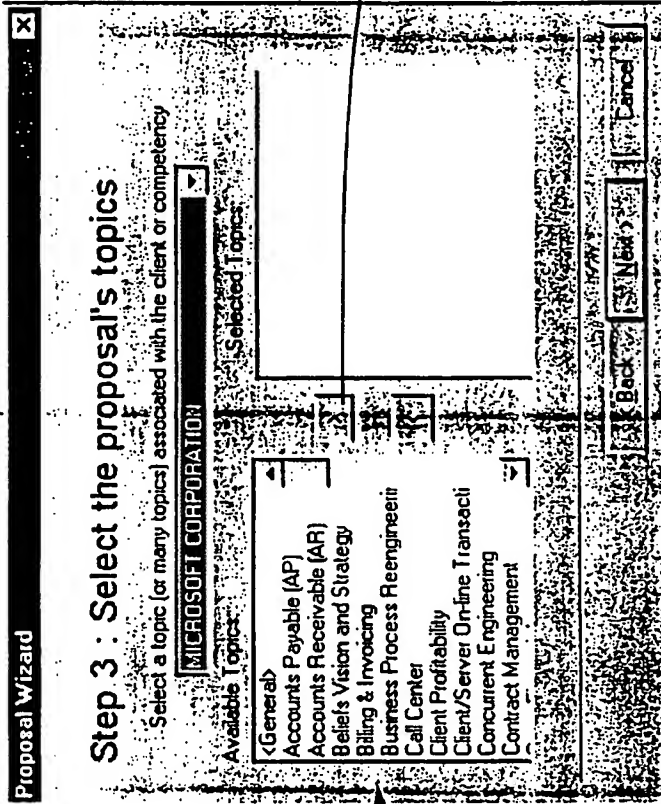 Proposal Wizard
Step 3 : Select the proposal's topics
Select a topic (or many topics) associated with the client or competency
MICROSOFT CORPORATION
Available Topics:
Selected Topics:
<General>
Accounts Payable (AP)
Accounts Receivable (AR)
Beliefs Vision and Strategy
Billing & Invoicing
Business Process Reengineerin
Call Center
Client Profitability
Client/Server On-line Transacti
Concurrent Engineering
Contract Management
>
< Back
Next >
Cancel